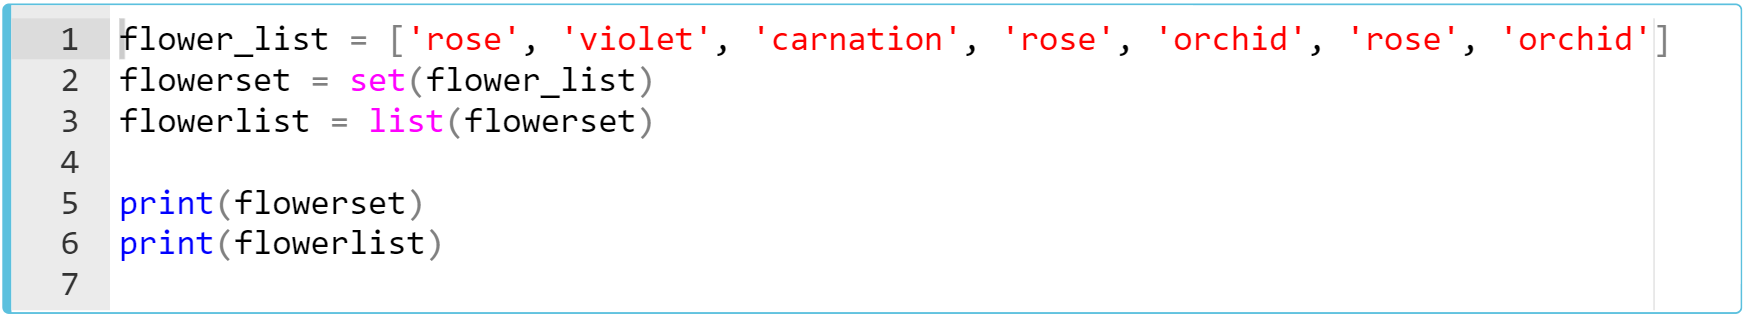 1 flower_list = ['rose', 'violet', 'carnation', 'rose', 'orchid', 'rose', 'orchid']
2 flowerset = set(flower_list)
3 flowerlist = list(flowerset)
4
5 print(flowerset)
6 print(flowerlist)
7